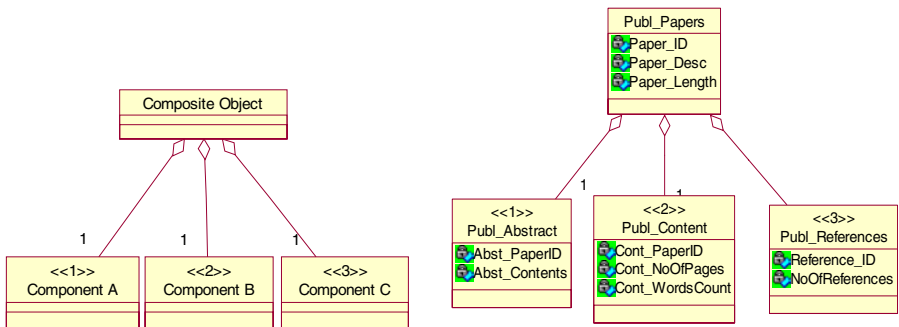 Composite Object
1
1
1
<<1>>
Component A
<<2>>
Component B
<<3>>
Component C
Publ_Papers
Paper_ID
Paper_Desc
Paper_Length
1
1
<<1>>
Publ_Abstract
Abst_PaperID
Abst_Contents
<<2>>
Publ_Content
Cont_PaperID
Cont_NoOfPages
Cont_WordsCount
<<3>>
Publ_References
Reference_ID
NoOfReferences